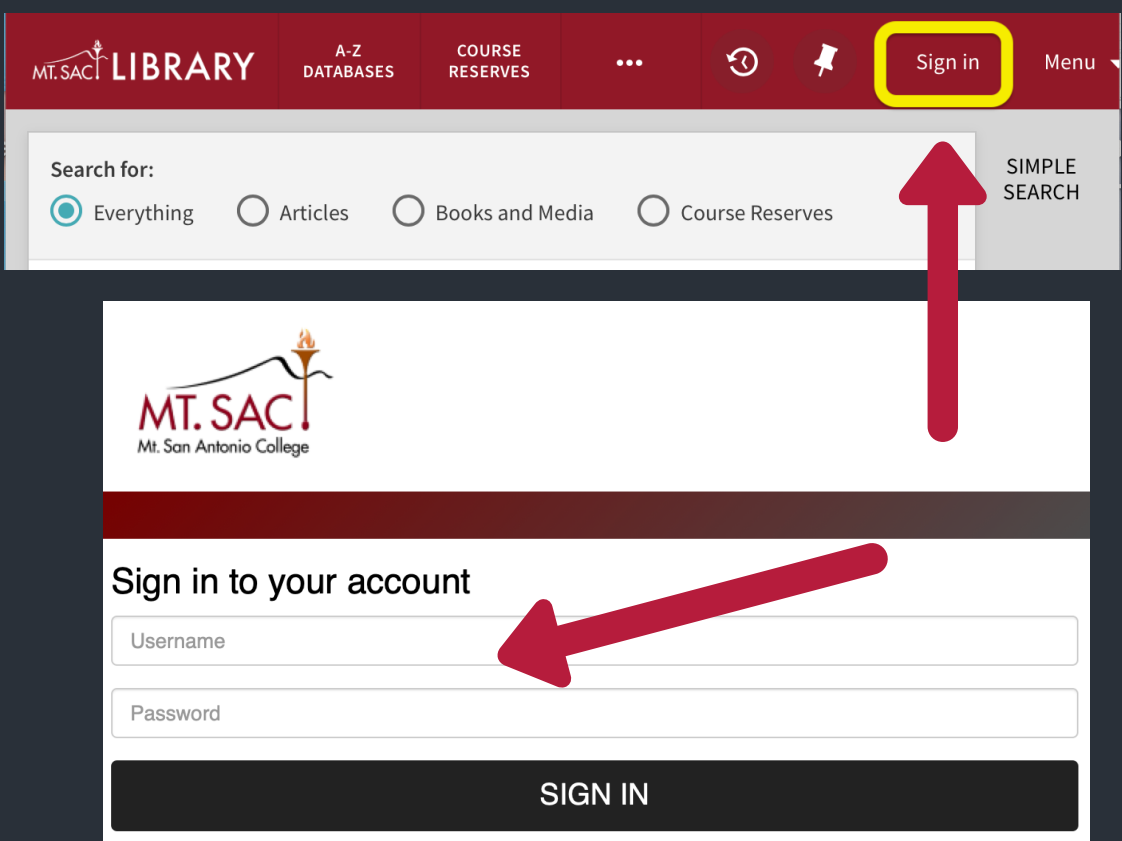 MT. SAC LIBRARY
A-Z
DATABASES
COURSE
RESERVES
Sign in
Menu
Search for:
Everything
Articles
Books and Media
Course Reserves
SIMPLE
SEARCH
MT. SAC
Mt. San Antonio College
Sign in to your account
Username
Password
SIGN IN